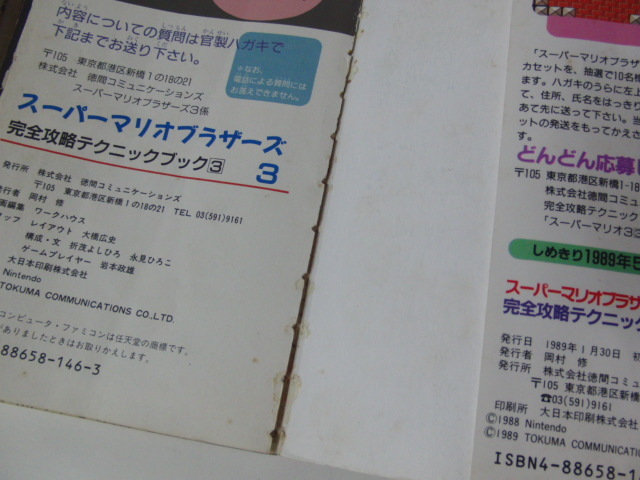 内容についての質問は官製ハガキで
下記までお送り下さい。
〒105 東京都港区新橋1の18の21
株式会社 徳間コミュニケーションズ
スーパーマリオブラザーズ3係
*なお、
電話による質問には
お答えできません。
スーパーマリオブラザーズ
3
完全攻略テクニックブック3
発行所 株式会社 徳間コミュニケーションズ
〒105 東京都港区新橋1の18の21 TEL 03(591)9161
発行者 岡村 修
画編集 ワークハウス
タッフ レイアウト 大橋広史
構成・文 折茂よしひろ 永見ひろこ
ゲームプレイヤー 岩本政雄
大日本印刷株式会社
Nintendo
TOKUMA COMMUNICATIONS CO.,LTD.
コンピュータ・ファミコンは任天堂の商標です。
がありましたときはお取りかえします。
88658-146-3
「スーパーマリオブラザ
カセットを、抽選で10名
ます。ハガキのうらに左上
て、住所、氏名をはっき
あて先に送って下さい。当
ットの発送をもってかえさ
す。
どんどん応募
〒105 東京都港区新橋1-18
株式会社徳間コミ
完全攻略テクニック
「スーパーマリオ3③
しめきり1989年5
スーパーマリオブラザ
完全攻略テクニック
発行日 1989年1月30日 初
発行者 岡村 修
発行所 株式会社徳間コミュニ
〒105 東京都港区新橋
☎03(591)9161
印刷所 大日本印刷株式会社
©1988 Nintendo
©1989 TOKUMA COMMUNICATION
ISBN4-88658-1